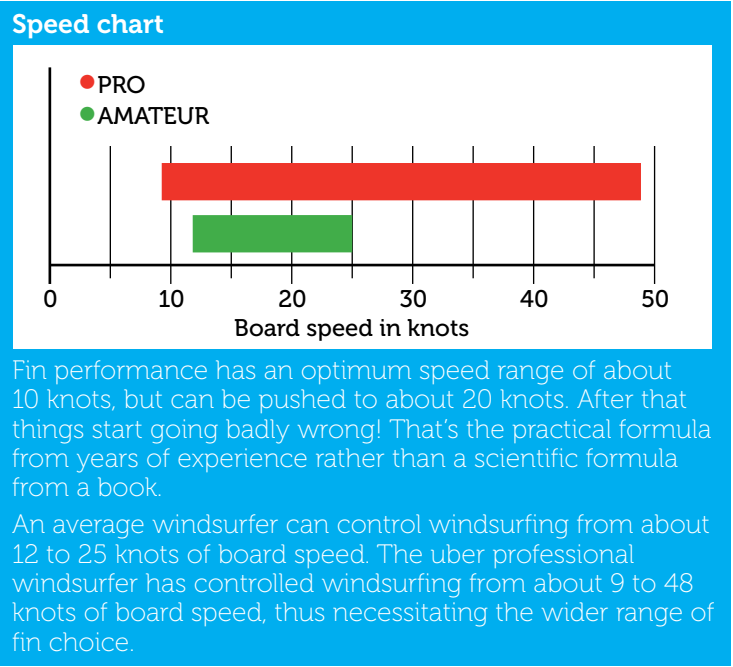 Speed chart
PRO
AMATEUR
0 10 20 30 40 50
Board speed in knots
Fin performance has an optimum speed range of about
10 knots, but can be pushed to about 20 knots. After that
things start going badly wrong! That’s the practical formula
from years of experience rather than a scientific formula
from a book.
An average windsurfer can control windsurfing from about
12 to 25 knots of board speed. The uber professional
windsurfer has controlled windsurfing from about 9 to 48
knots of board speed, thus necessitating the wider range of
fin choice.